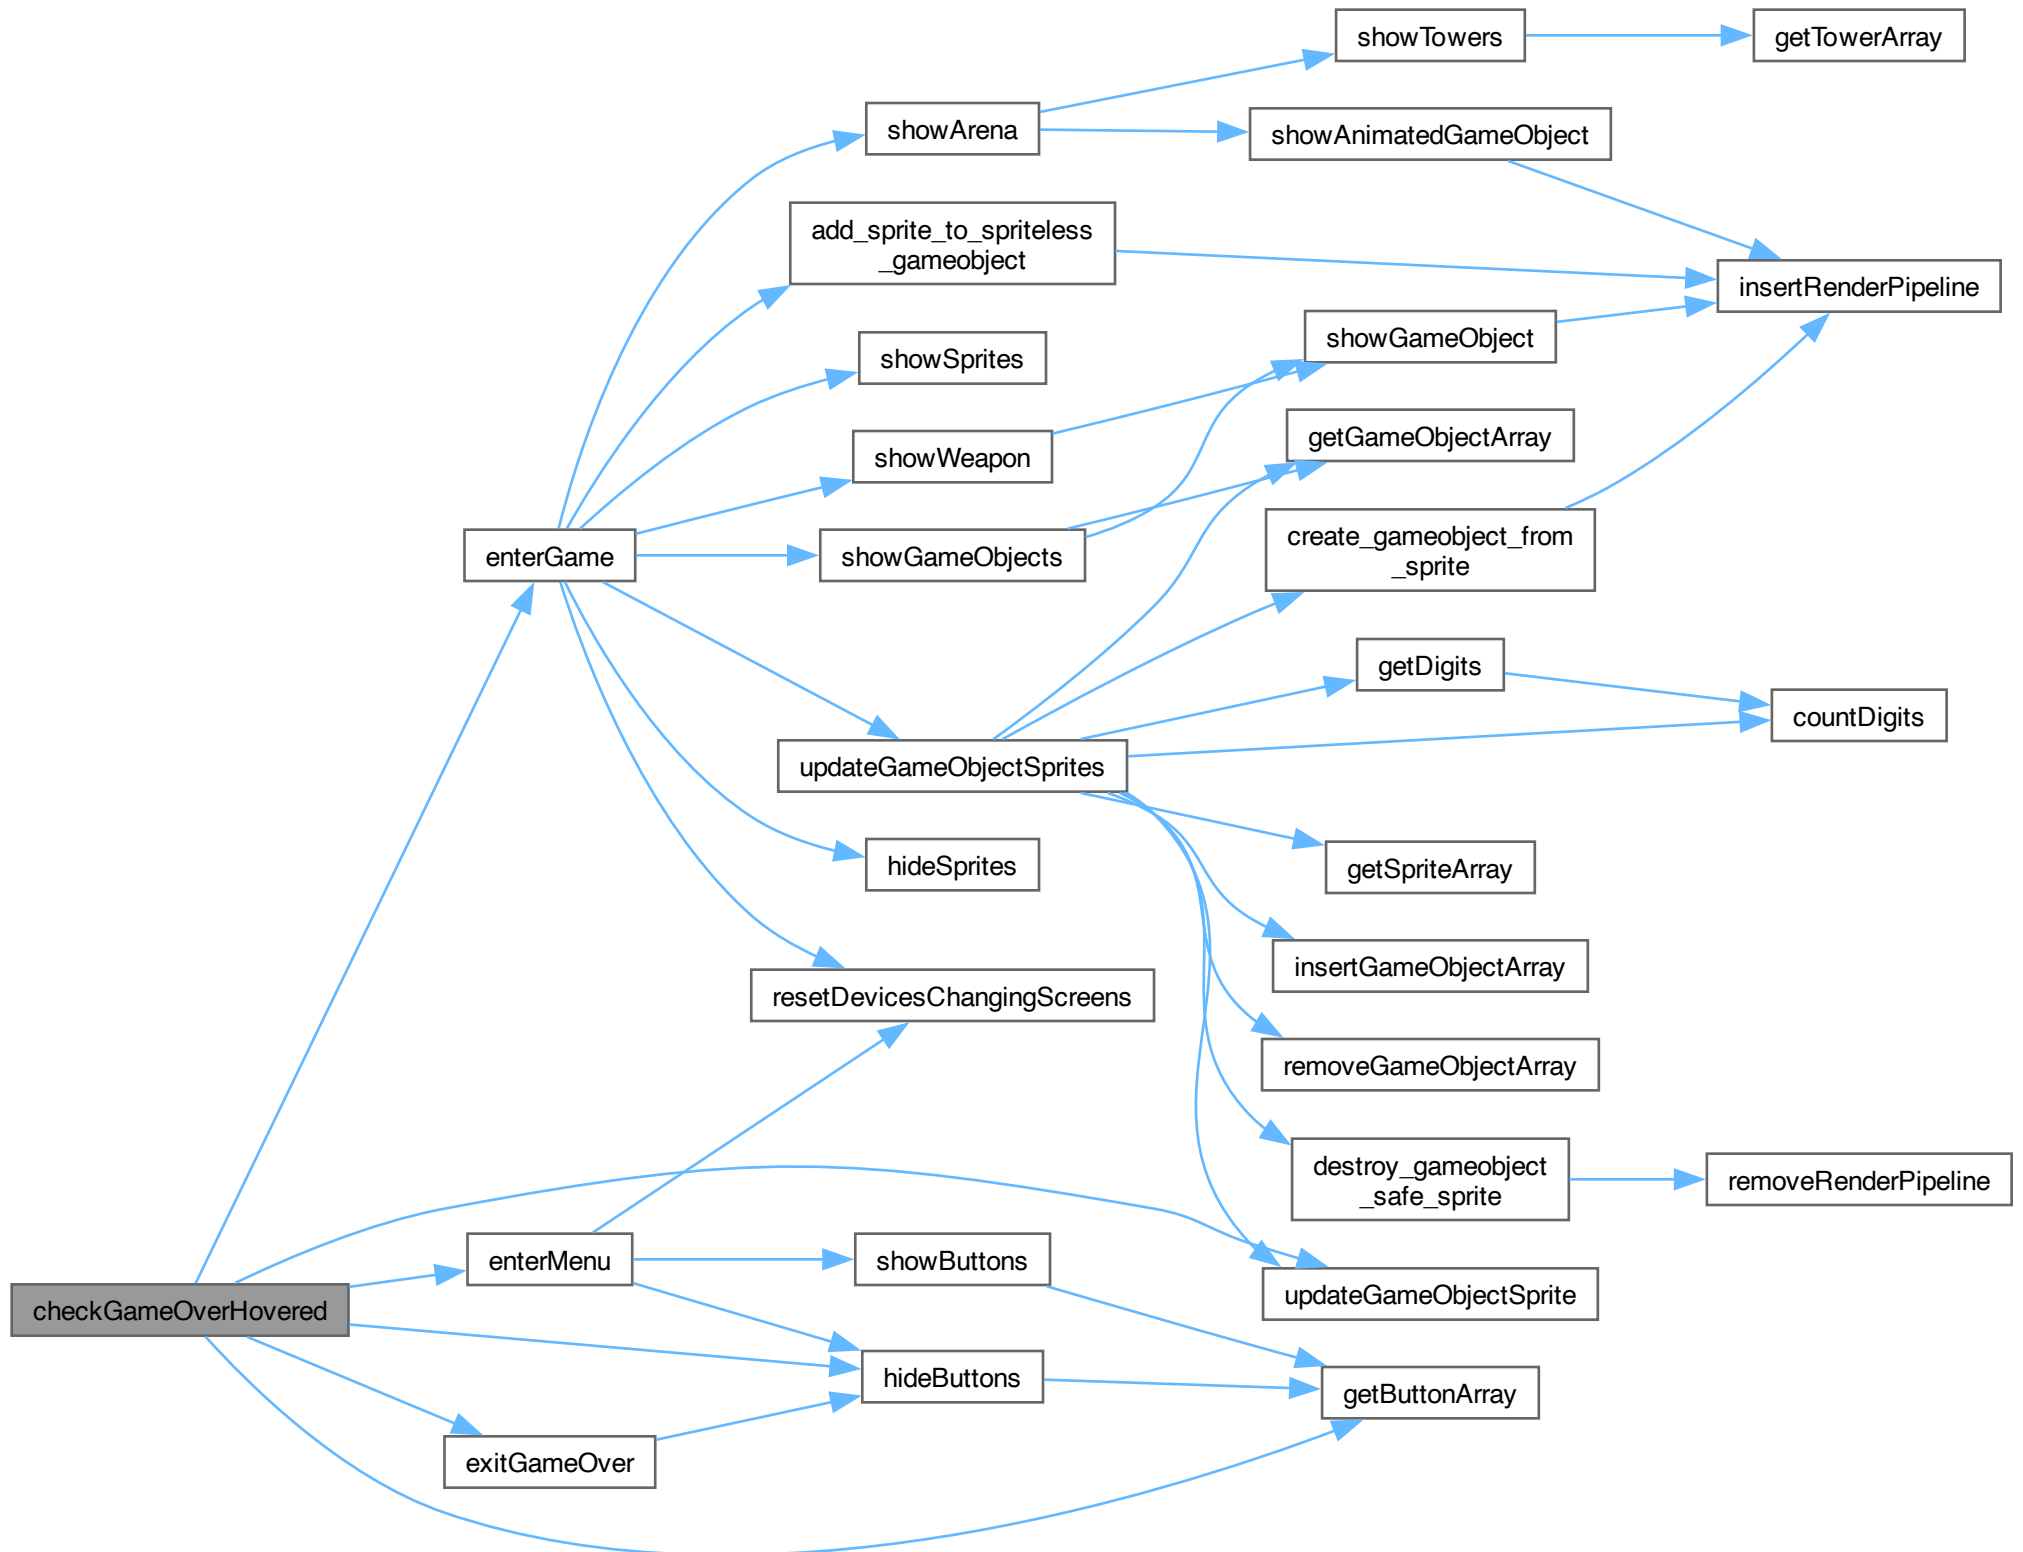 showTowers
getTowerArray
showArena
showAnimatedGameObject
add_sprite_to_spriteless
_gameobject
insertRenderPipeline
showSprites
showGameObject
showWeapon
getGameObjectArray
enterGame
showGameObjects
create_gameobject_from
_sprite
getDigits
countDigits
updateGameObjectSprites
hideSprites
getSpriteArray
insertGameObjectArray
resetDevicesChangingScreens
removeGameObjectArray
destroy_gameobject
_safe_sprite
removeRenderPipeline
enterMenu
showButtons
updateGameObjectSprite
checkGameOverHovered
hideButtons
getButtonArray
exitGameOver